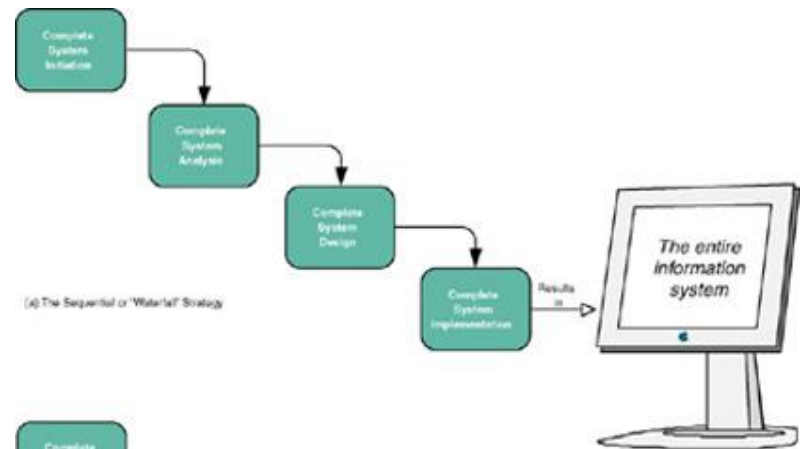 Complete
System
Initiation
Complete
System
Analysis
Complete
System
Design
Complete
System
Implementation
Results
in
The entire
information
system
(a) The Sequential or "Waterfall" Strategy
Complete